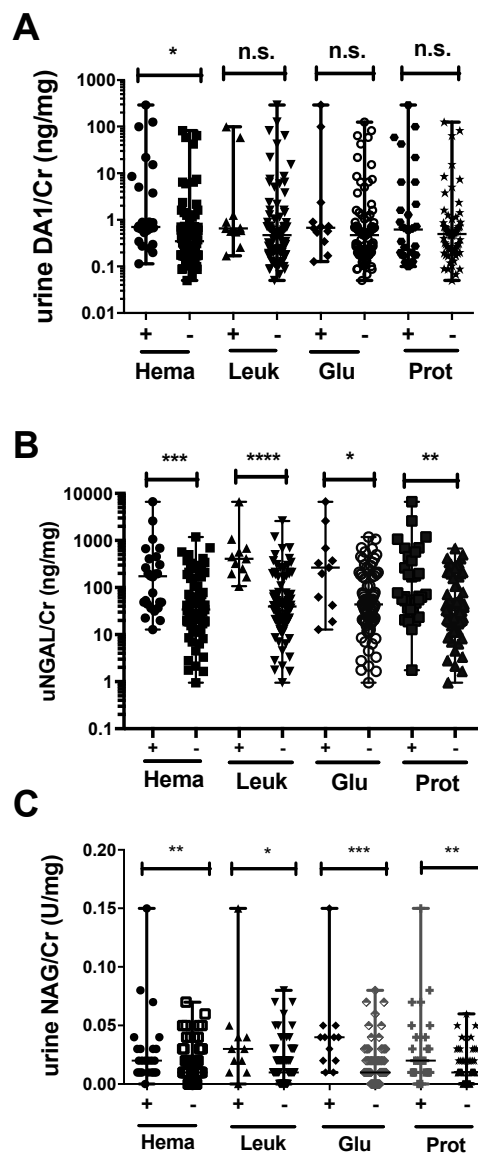 A
* n.s. n.s. n.s.
urine DA1/Cr (ng/mg)
1000
100
10
1
0.1
0.01
+ - + - + - + -
Hema Leuk Glu Prot
B
*** **** * **
uNGAL/Cr (ng/mg)
10000
1000
100
10
1
0.1
+ - + - + - + -
Hema Leuk Glu Prot
C
** * *** **
urine NAG/Cr (U/mg)
0.20
0.15
0.10
0.05
0.00
+ - + - + - + -
Hema Leuk Glu Prot